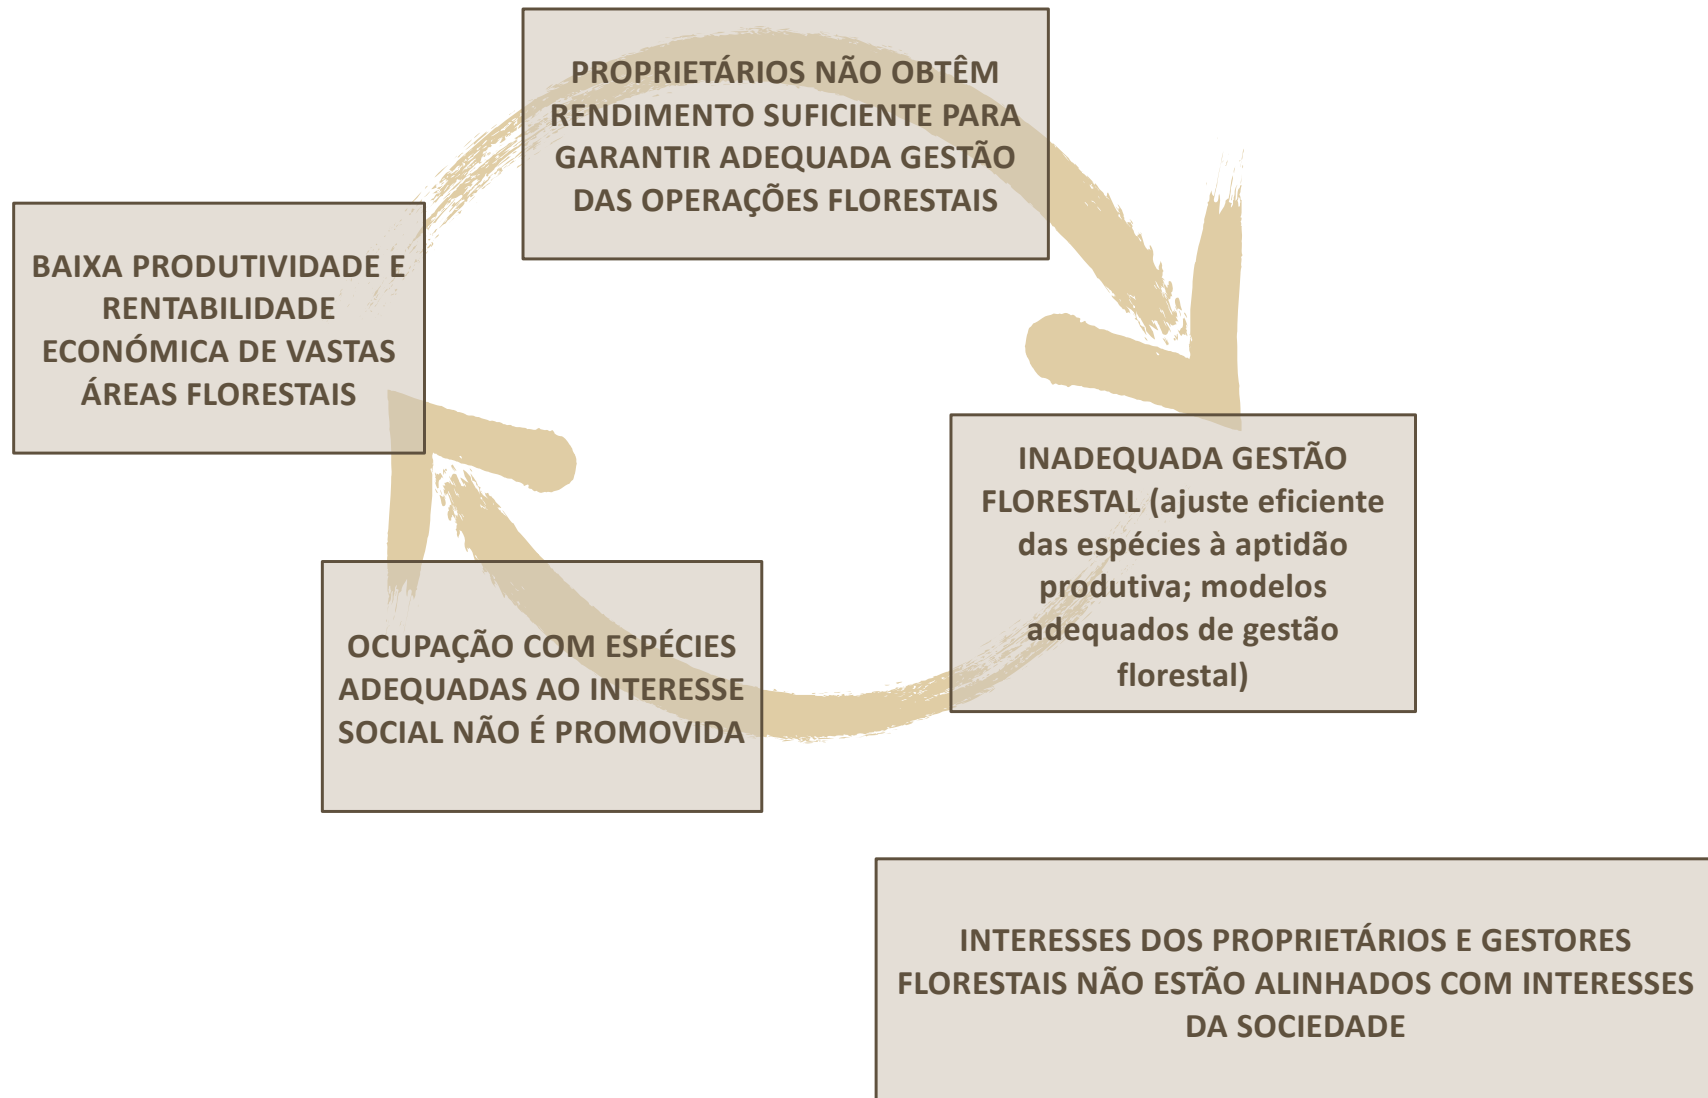 PROPRIETÁRIOS NÃO OBTÊM
RENDIMENTO SUFICIENTE PARA
GARANTIR ADEQUADA GESTÃO
DAS OPERAÇÕES FLORESTAIS
BAIXA PRODUTIVIDADE E
RENTABILIDADE
ECONÓMICA DE VASTAS
ÁREAS FLORESTAIS
INADEQUADA GESTÃO
FLORESTAL (ajuste eficiente
das espécies à aptidão
produtiva; modelos
adequados de gestão
florestal)
OCUPAÇÃO COM ESPÉCIES
ADEQUADAS AO INTERESSE
SOCIAL NÃO É PROMOVIDA
INTERESSES DOS PROPRIETÁRIOS E GESTORES
FLORESTAIS NÃO ESTÃO ALINHADOS COM INTERESSES
DA SOCIEDADE